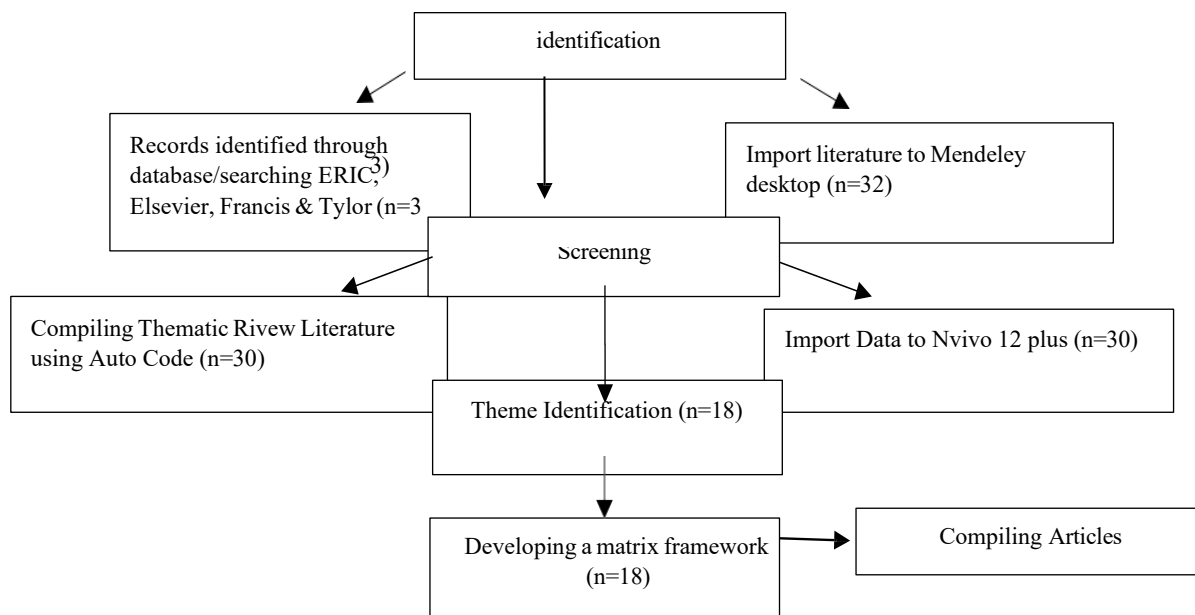 identification
Records identified through
database/searching ERIC, 3)
Elsevier, Francis & Tylor (n=3
Import literature to Mendeley
desktop (n=32)
Screening
Compiling Thematic Rivew Literature
using Auto Code (n=30)
Import Data to Nvivo 12 plus (n=30)
Theme Identification (n=18)
Developing a matrix framework
(n=18)
Compiling Articles